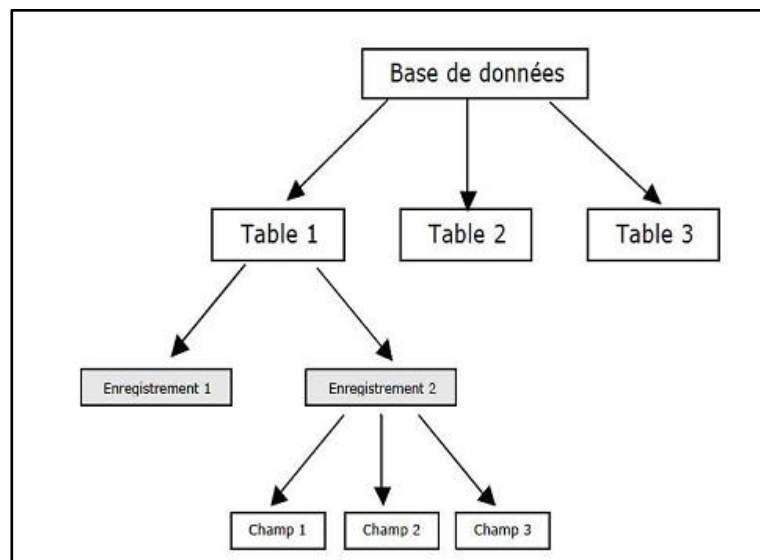 Base de données
Table 1
Table 2
Table 3
Enregistrement 1
Enregistrement 2
Champ 1
Champ 2
Champ 3